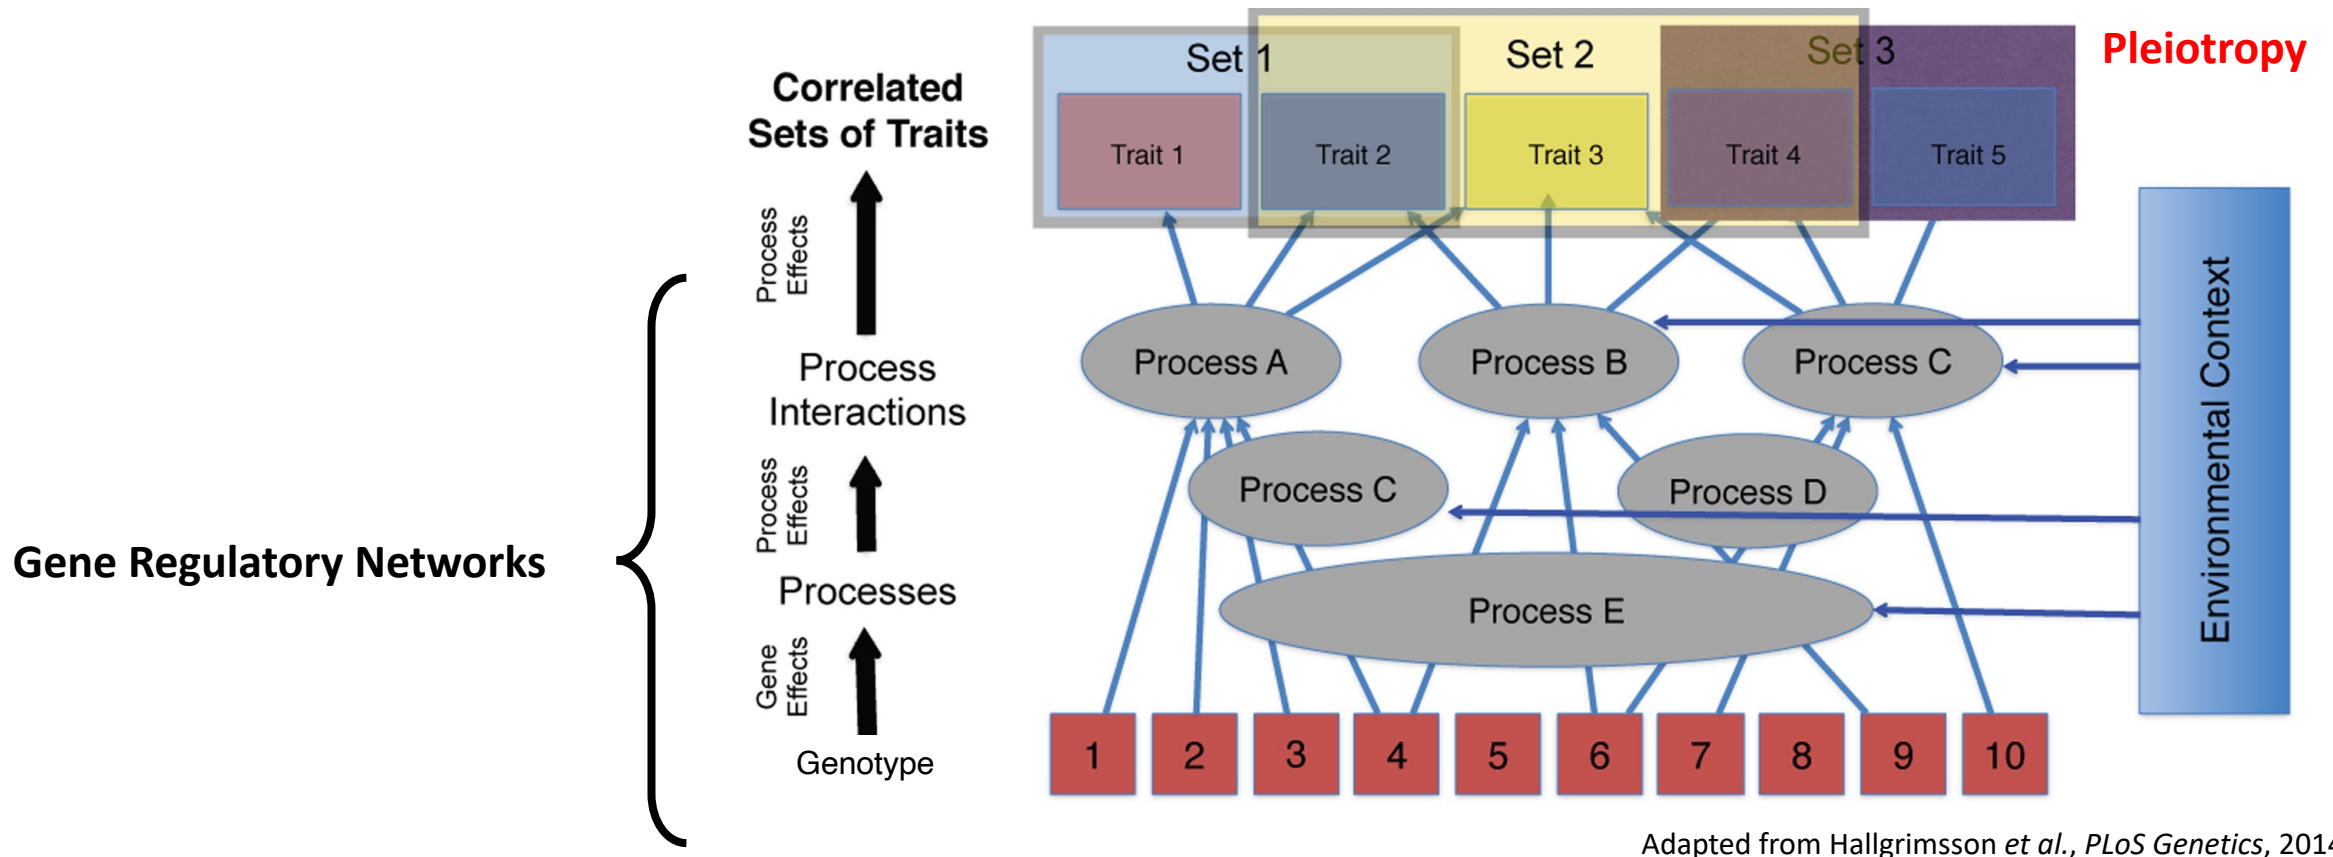 Pleiotropy
Set 1
Set 2
Set 3
Correlated
Sets of Traits
Trait 1
Trait 2
Trait 3
Trait 4
Trait 5
Process
Effects
Process A
Process B
Process C
Process
Interactions
Environmental Context
Process
Effects
Process C
Process D
Gene Regulatory Networks
Processes
Process E
Gene
Effects
Genotype
1
2
3
4
5
6
7
8
9
10
Adapted from Hallgrimsson et al., PLoS Genetics, 2014